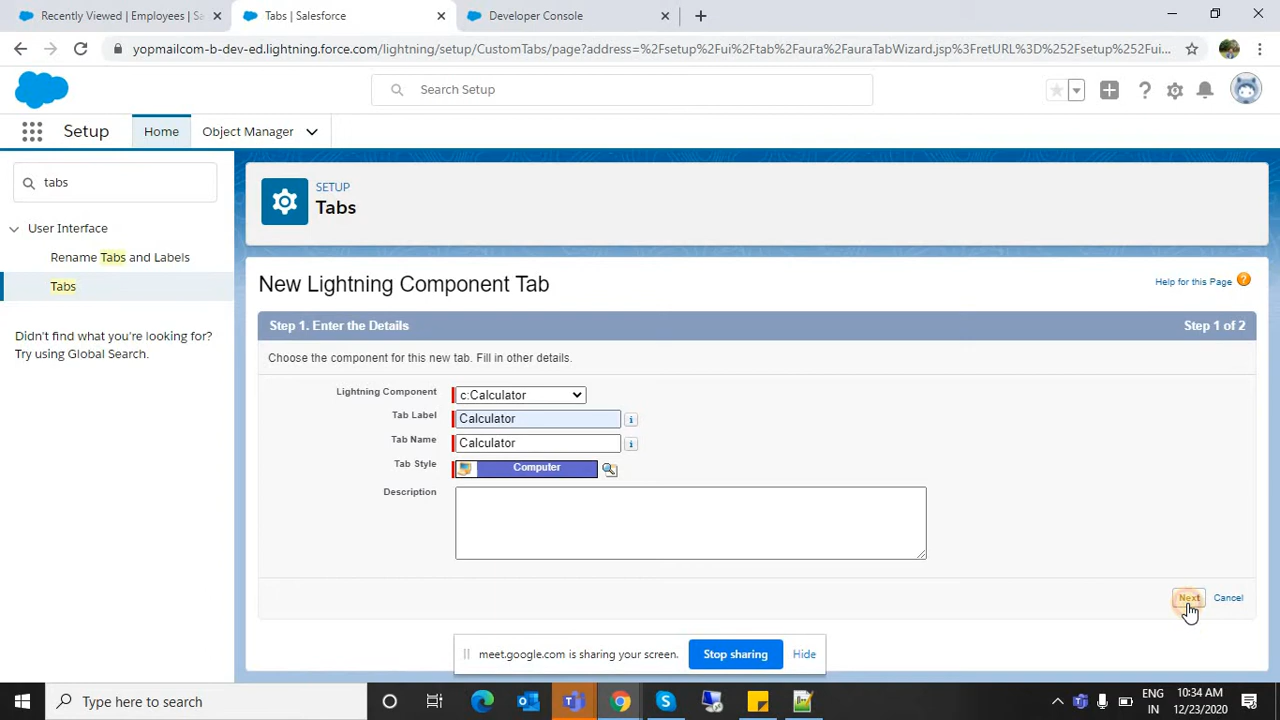 Recently Viewed | Employees | Sa
Tabs | Salesforce
Developer Console
yopmailcom-b-dev-ed.lightning.force.com/lightning/setup/CustomTabs/page?address=%2Fsetup%2Fui%2Ftab%2Faura%2FauraTabWizard.jsp%3FretURL%3D%252Fsetup%252Fui...
Search Setup
Setup
Home
Object Manager
tabs
User Interface
Rename Tabs and Labels
Tabs
Didn't find what you're looking for?
Try using Global Search.
SETUP
Tabs
New Lightning Component Tab
Help for this Page
Step 1. Enter the Details
Step 1 of 2
Choose the component for this new tab. Fill in other details.
Lightning Component
c:Calculator
Tab Label
Calculator
Tab Name
Calculator
Tab Style
Computer
Description
Next
Cancel
meet.google.com is sharing your screen.
Stop sharing
Hide
Type here to search
ENG
IN
10:34 AM
12/23/2020